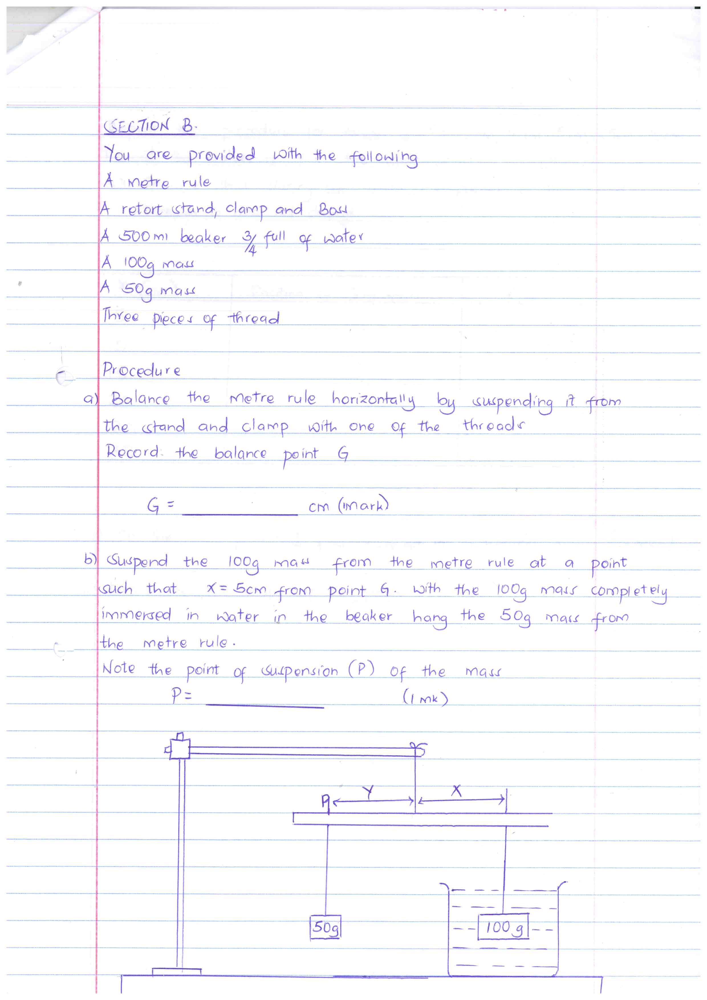 SECTION B.
You are provided with the following
A metre rule
A retort stand, clamp and Boss
A 500ml beaker 3/4 full of water
A 100g mass
A 50g mass
Three pieces of thread
Procedure
a) Balance the metre rule horizontally by suspending it from
the stand and clamp with one of the threads
Record the balance point G
G = ________ cm (1mark)
b) Suspend the 100g mass from the metre rule at a point
such that x = 5cm from point G. with the 100g mass completely
immersed in water in the beaker hang the 50g mass from
the metre rule.
Note the point of suspension (P) of the mass
P = ________ (1 mk)
P Y X
50g 100g